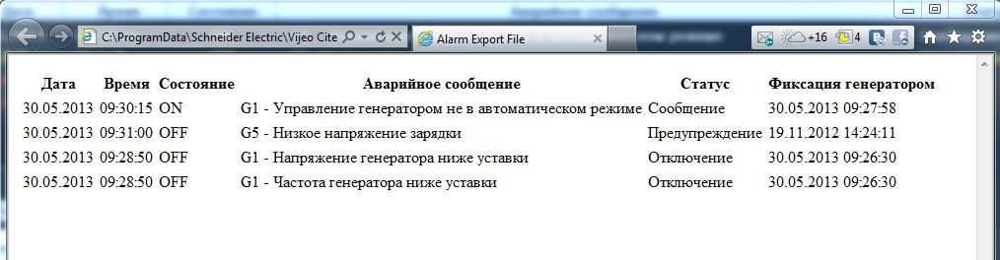 C:\ProgramData\Schneider Electric\Vijeo Cite
Alarm Export File
+16
4
Дата Время Состояние Аварийное сообщение Статус Фиксация генератором
30.05.2013 09:30:15 ON G1 - Управление генератором не в автоматическом режиме Сообщение 30.05.2013 09:27:58
30.05.2013 09:31:00 OFF G5 - Низкое напряжение зарядки Предупреждение 19.11.2012 14:24:11
30.05.2013 09:28:50 OFF G1 - Напряжение генератора ниже уставки Отключение 30.05.2013 09:26:30
30.05.2013 09:28:50 OFF G1 - Частота генератора ниже уставки Отключение 30.05.2013 09:26:30